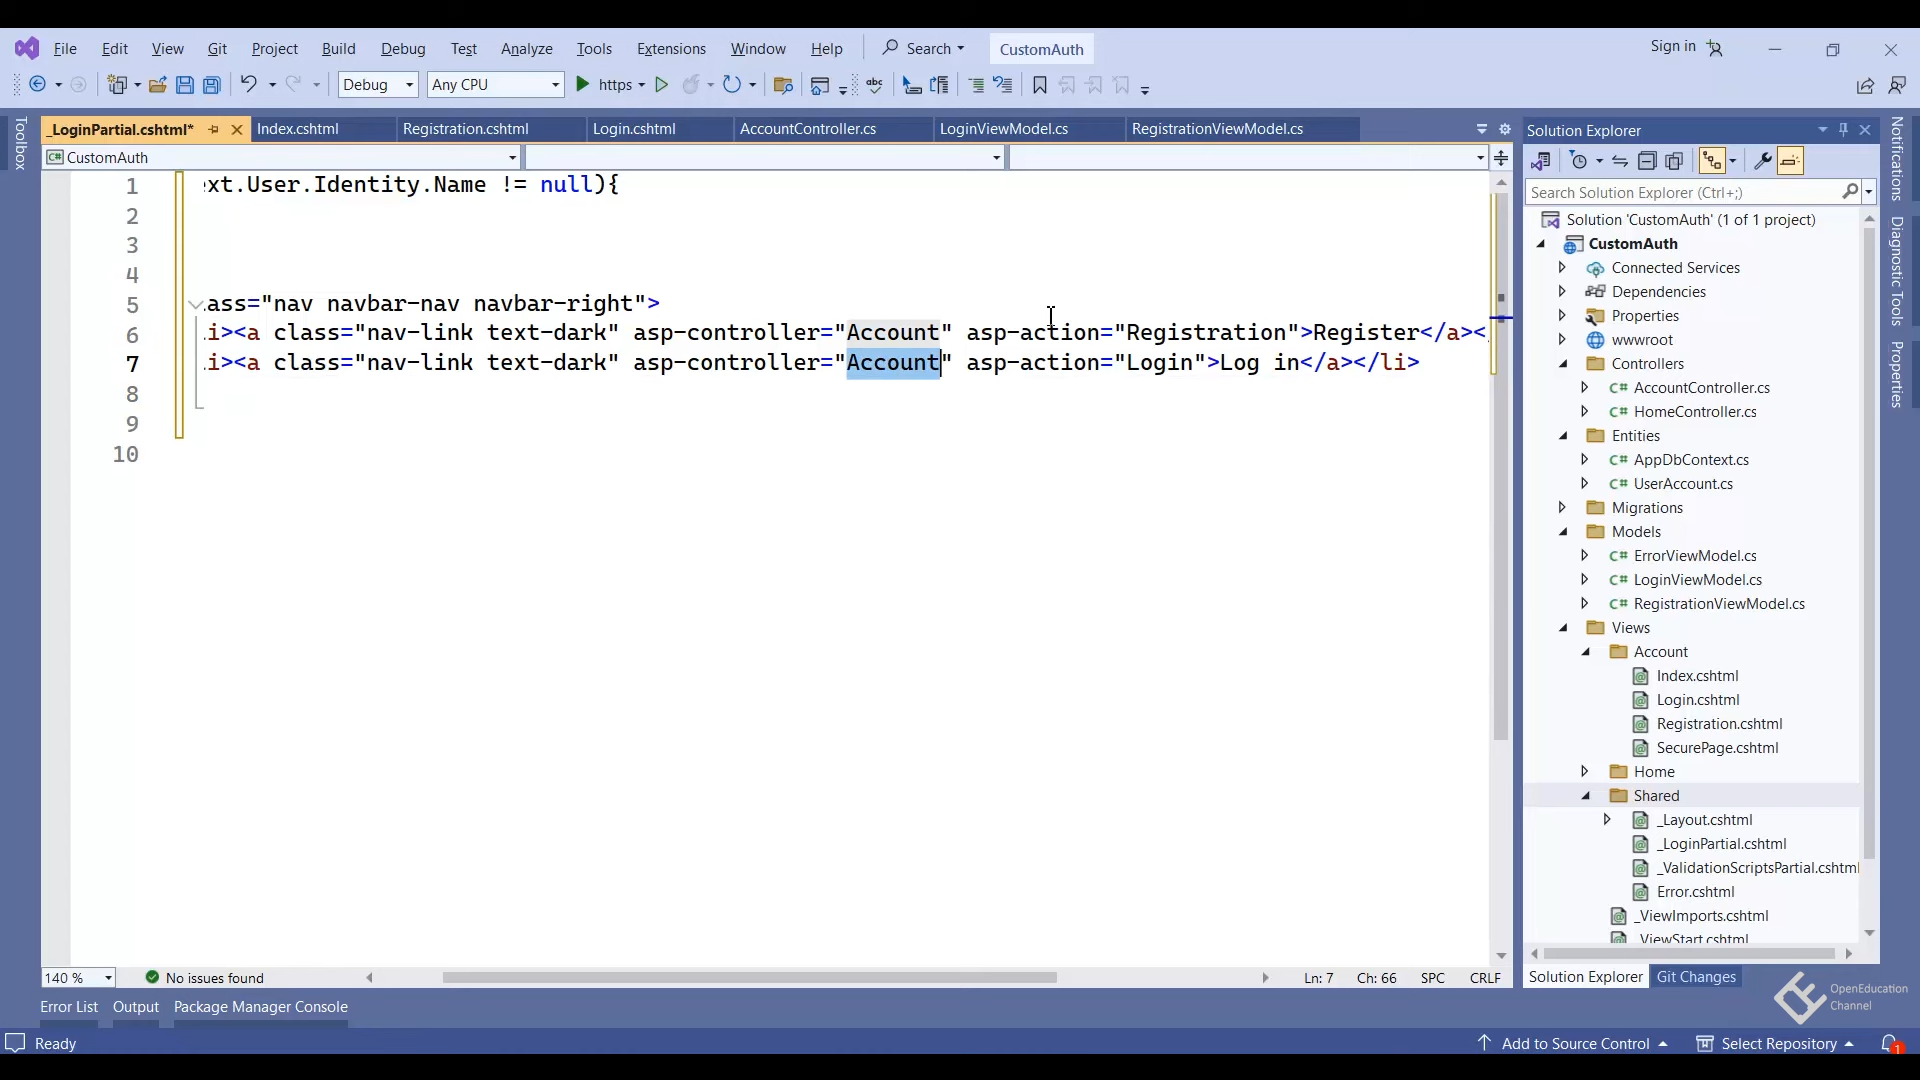 File Edit View Git Project Build Debug Test Analyze Tools Extensions Window Help Search CustomAuth Sign in
Debug Any CPU https
_LoginPartial.cshtml* Index.cshtml Registration.cshtml Login.cshtml AccountController.cs LoginViewModel.cs RegistrationViewModel.cs
C# CustomAuth
Toolbox
1 ext.User.Identity.Name != null){
2
3
4
5 ass="nav navbar-nav navbar-right">
6 i><a class="nav-link text-dark" asp-controller="Account" asp-action="Registration">Register</a><
7 i><a class="nav-link text-dark" asp-controller="Account" asp-action="Login">Log in</a></li>
8
9
10
140 % No issues found Ln: 7 Ch: 66 SPC CRLF
Solution Explorer
Search Solution Explorer (Ctrl+;)
Solution 'CustomAuth' (1 of 1 project)
CustomAuth
Connected Services
Dependencies
Properties
wwwroot
Controllers
C# AccountController.cs
C# HomeController.cs
Entities
C# AppDbContext.cs
C# UserAccount.cs
Migrations
Models
C# ErrorViewModel.cs
C# LoginViewModel.cs
C# RegistrationViewModel.cs
Views
Account
Index.cshtml
Login.cshtml
Registration.cshtml
SecurePage.cshtml
Home
Shared
_Layout.cshtml
_LoginPartial.cshtml
_ValidationScriptsPartial.cshtml
Error.cshtml
_ViewImports.cshtml
_ViewStart.cshtml
Solution Explorer Git Changes
Notifications
Diagnostic Tools
Properties
OpenEducation
Channel
Error List Output Package Manager Console
Ready Add to Source Control Select Repository 1